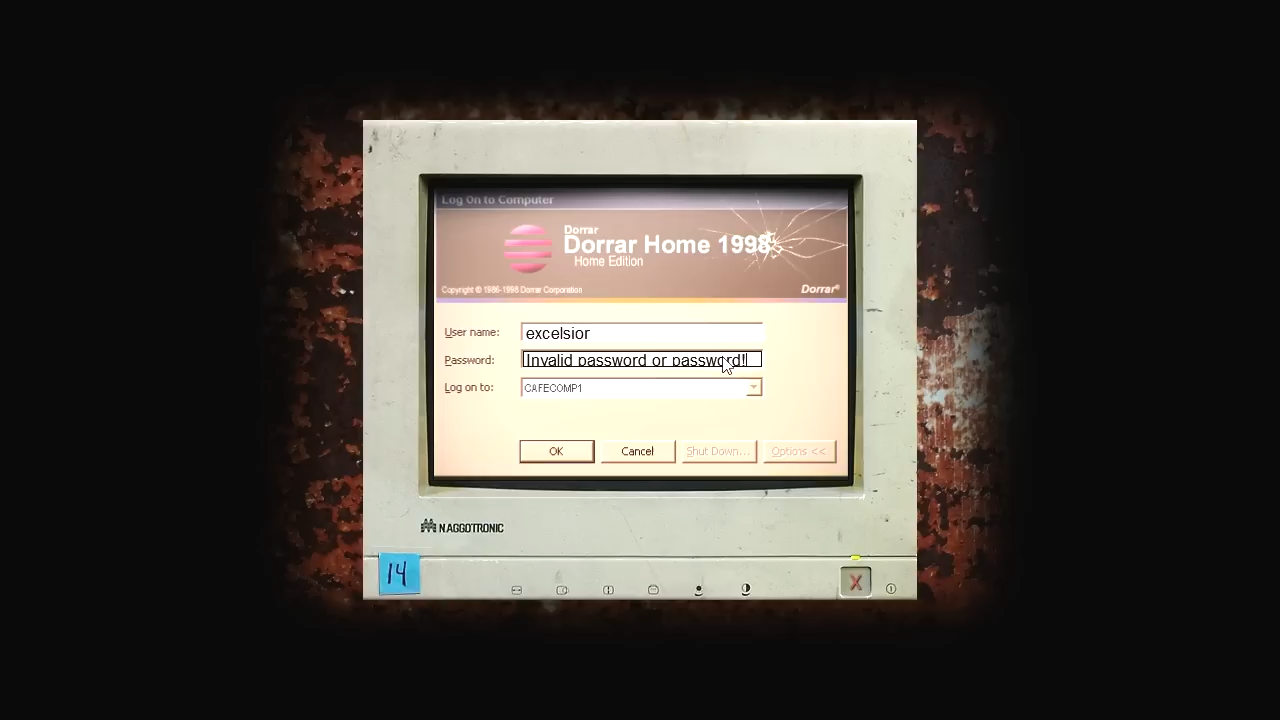 Log On to Computer
Dorrar
Dorrar Home 1998
Home Edition
Copyright © 1986-1998 Dorrar Corporation
Dorrar®
User name:
excelsior
Password:
Invalid password or password!
Log on to:
CAFECOMP1
OK
Cancel
Shut Down...
Options <<
NAGGOTRONIC
14
X